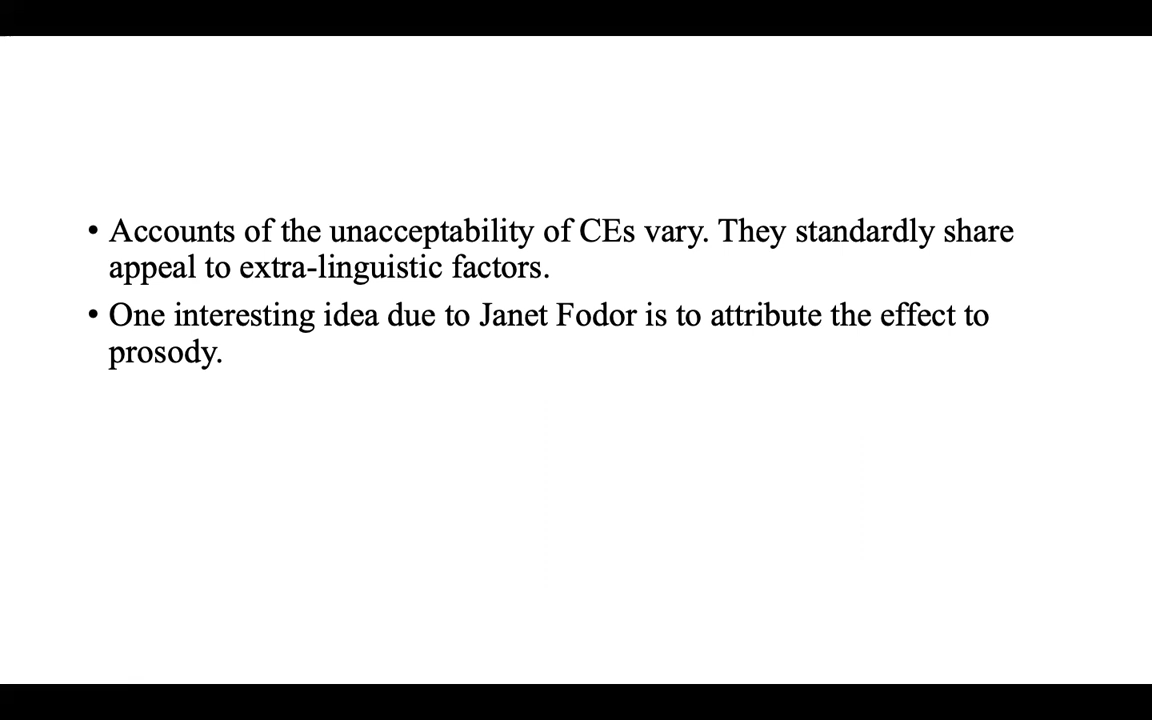 • Accounts of the unacceptability of CEs vary. They standardly share
appeal to extra-linguistic factors.
• One interesting idea due to Janet Fodor is to attribute the effect to
prosody.